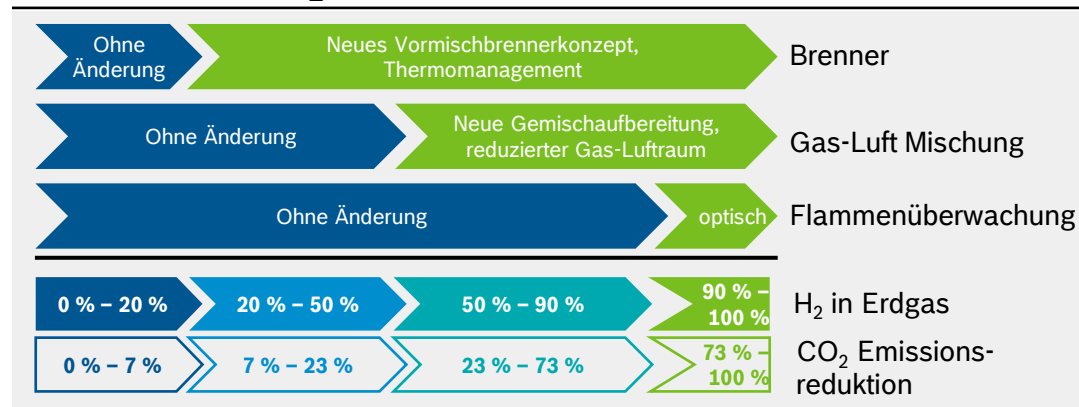 Ohne
Änderung
Neues Vormischbrennerkonzept,
Thermomanagement
Brenner
Ohne Änderung
Neue Gemischaufbereitung,
reduzierter Gas-Luftraum
Gas-Luft Mischung
Ohne Änderung
optisch
Flammenüberwachung
0 % – 20 %
20 % – 50 %
50 % – 90 %
90 % –
100 %
H₂ in Erdgas
0 % – 7 %
7 % – 23 %
23 % – 73 %
73 % –
100 %
CO₂ Emissions-
reduktion